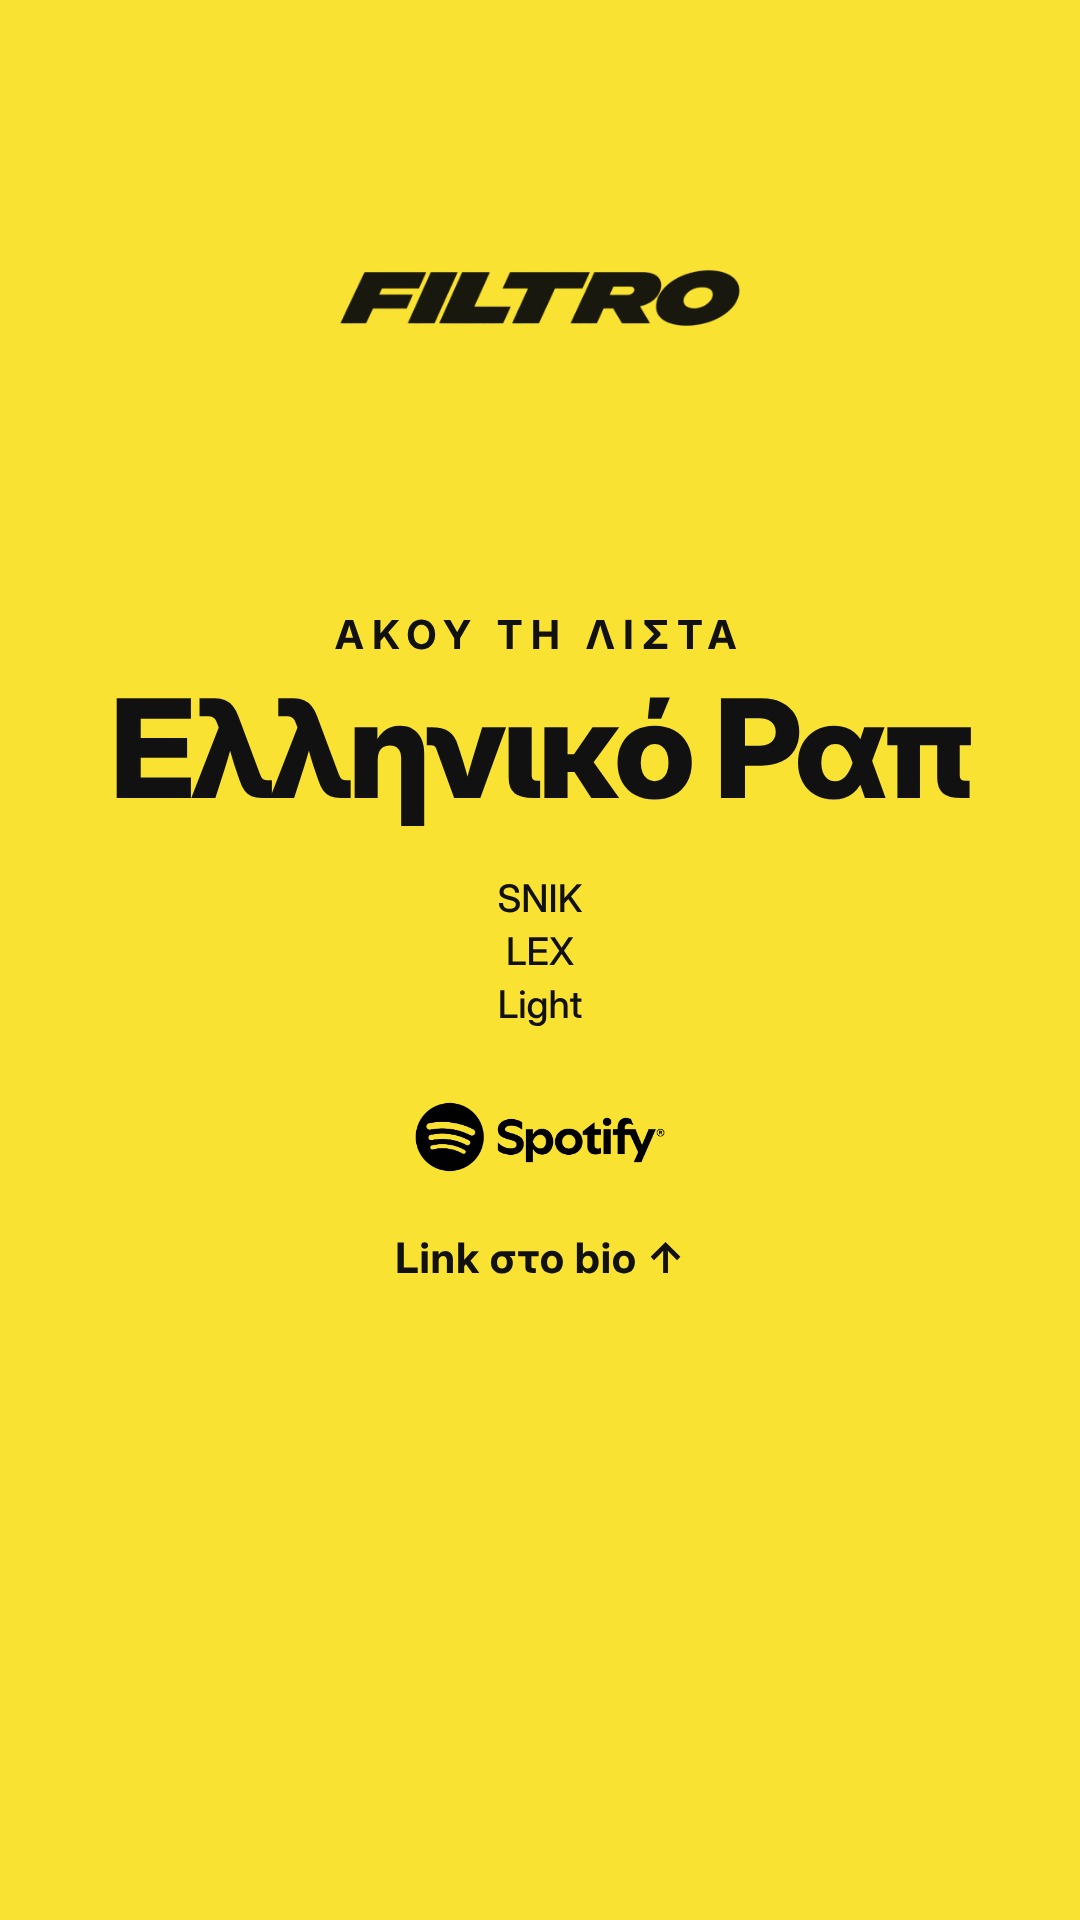 FILTRO
ΑΚΟΥ ΤΗ ΛΙΣΤΑ
Ελληνικό Ραπ
SNIK
LEX
Light
Spotify®
Link στο bio ↑